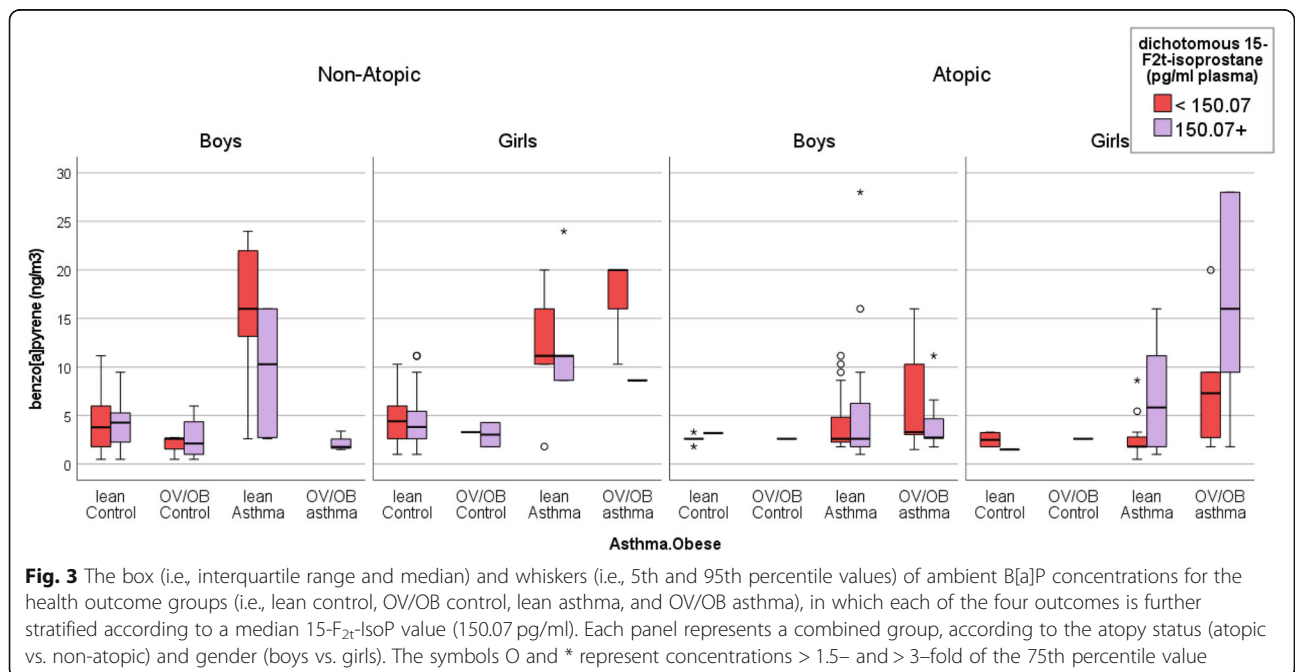 dichotomous 15-
F2t-isoprostane
(pg/ml plasma)
< 150.07
150.07+
Non-Atopic
Atopic
Boys
Girls
Boys
Girls
benzo[a]pyrene (ng/m3)
30
25
20
15
10
5
0
lean Control
OV/OB Control
lean Asthma
OV/OB asthma
lean Control
OV/OB Control
lean Asthma
OV/OB asthma
lean Control
OV/OB Control
lean Asthma
OV/OB asthma
lean Control
OV/OB Control
lean Asthma
OV/OB asthma
Asthma.Obese
Fig. 3 The box (i.e., interquartile range and median) and whiskers (i.e., 5th and 95th percentile values) of ambient B[a]P concentrations for the
health outcome groups (i.e., lean control, OV/OB control, lean asthma, and OV/OB asthma), in which each of the four outcomes is further
stratified according to a median 15-F2t-IsoP value (150.07 pg/ml). Each panel represents a combined group, according to the atopy status (atopic
vs. non-atopic) and gender (boys vs. girls). The symbols O and * represent concentrations > 1.5– and > 3–fold of the 75th percentile value